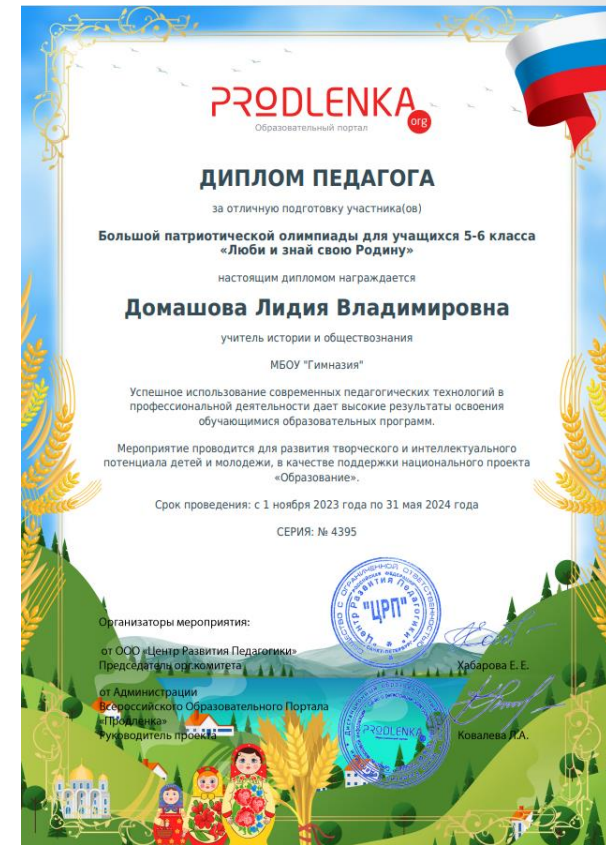 PRODLENKA
org
Образовательный портал
ДИПЛОМ ПЕДАГОГА
за отличную подготовку участника(ов)
Большой патриотической олимпиады для учащихся 5-6 класса
«Люби и знай свою Родину»
настоящим дипломом награждается
Домашова Лидия Владимировна
учитель истории и обществознания
МБОУ "Гимназия"
Успешное использование современных педагогических технологий в
профессиональной деятельности дает высокие результаты освоения
обучающимися образовательных программ.
Мероприятие проводится для развития творческого и интеллектуального
потенциала детей и молодежи, в качестве поддержки национального проекта
«Образование».
Срок проведения: с 1 ноября 2023 года по 31 мая 2024 года
СЕРИЯ: № 4395
Организаторы мероприятия:
от ООО «Центр Развития Педагогики»
Председатель орг.комитета
Хабарова Е. Е.
"ЦРП"
Центр Развития Педагогики
от Администрации
Всероссийского Образовательного Портала
«Продленка»
Руководитель проекта
Ковалева Л.А.
PRODLENKA